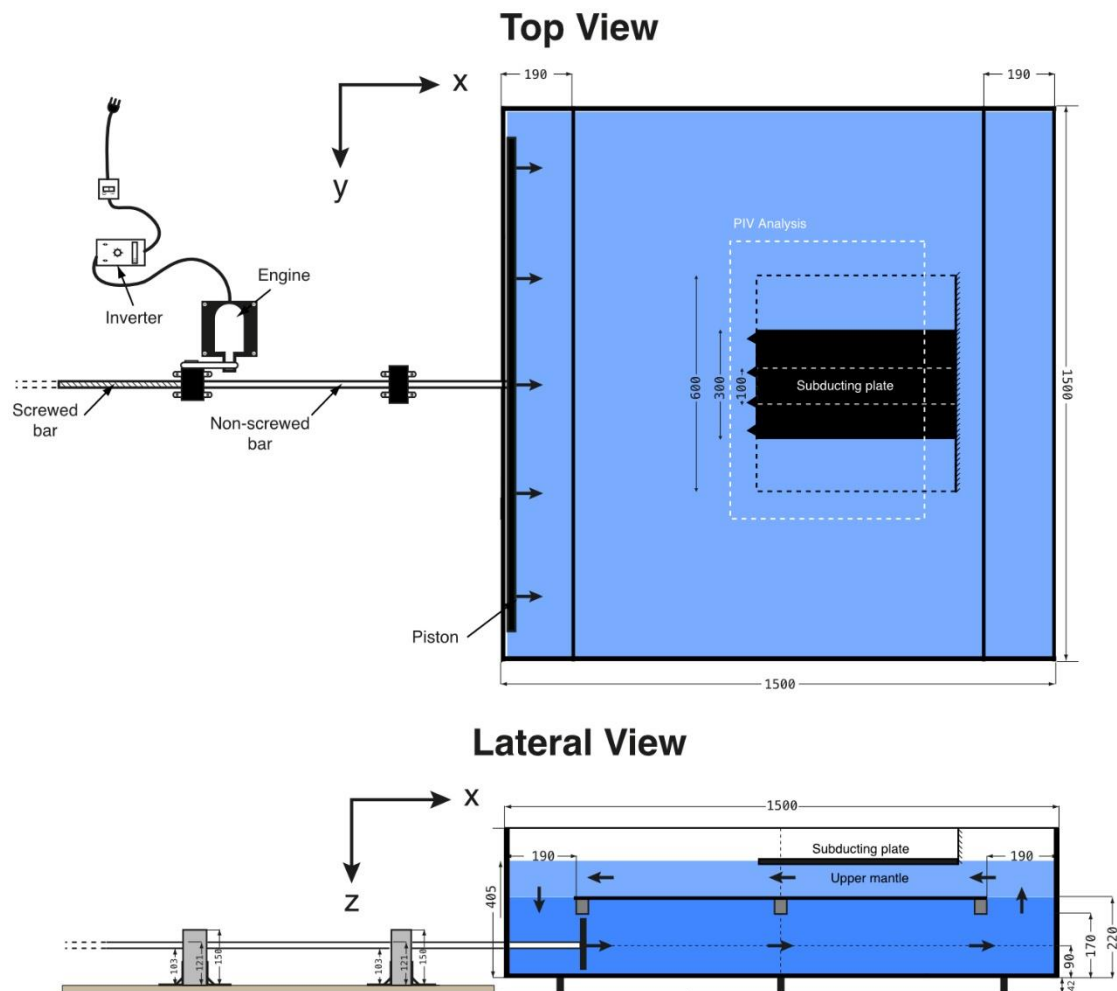 Top View
x
y
190
190
Inverter
Engine
Screwed
bar
Non-screwed
bar
Piston
PIV Analysis
600
300
100
Subducting plate
1500
1500
Lateral View
x
z
1500
190
Subducting plate
190
Upper mantle
405
103
121
150
103
121
150
90
170
220
42